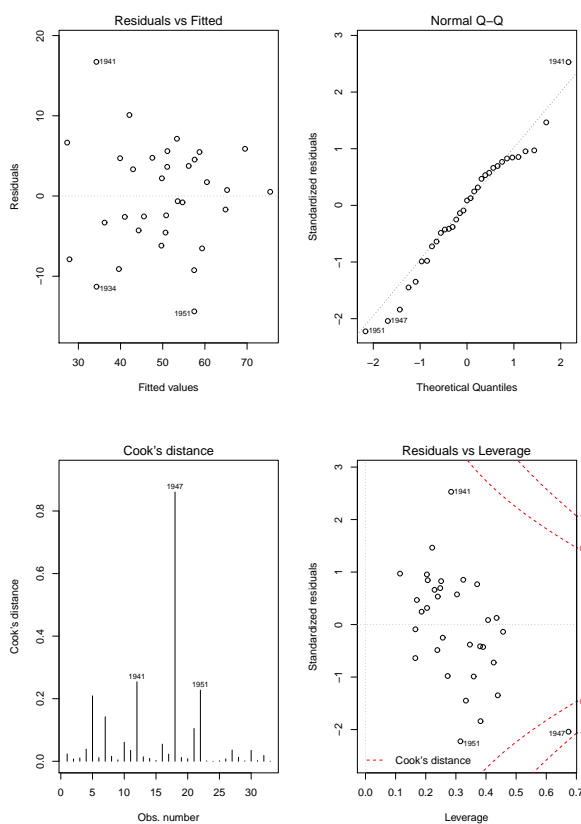 Residuals vs Fitted
20
10
0
−10
Residuals
1941
1934
1951
30 40 50 60 70
Fitted values
Normal Q−Q
3
2
1
0
−1
−2
Standardized residuals
1941
1947
1951
−2 −1 0 1 2
Theoretical Quantiles
Cook's distance
0.8
0.6
0.4
0.2
0.0
Cook's distance
1947
1941
1951
0 5 10 15 20 25 30
Obs. number
Residuals vs Leverage
3
2
1
0
−1
−2
Standardized residuals
1941
1947
1951
Cook's distance
0.0 0.1 0.2 0.3 0.4 0.5 0.6 0.7
Leverage